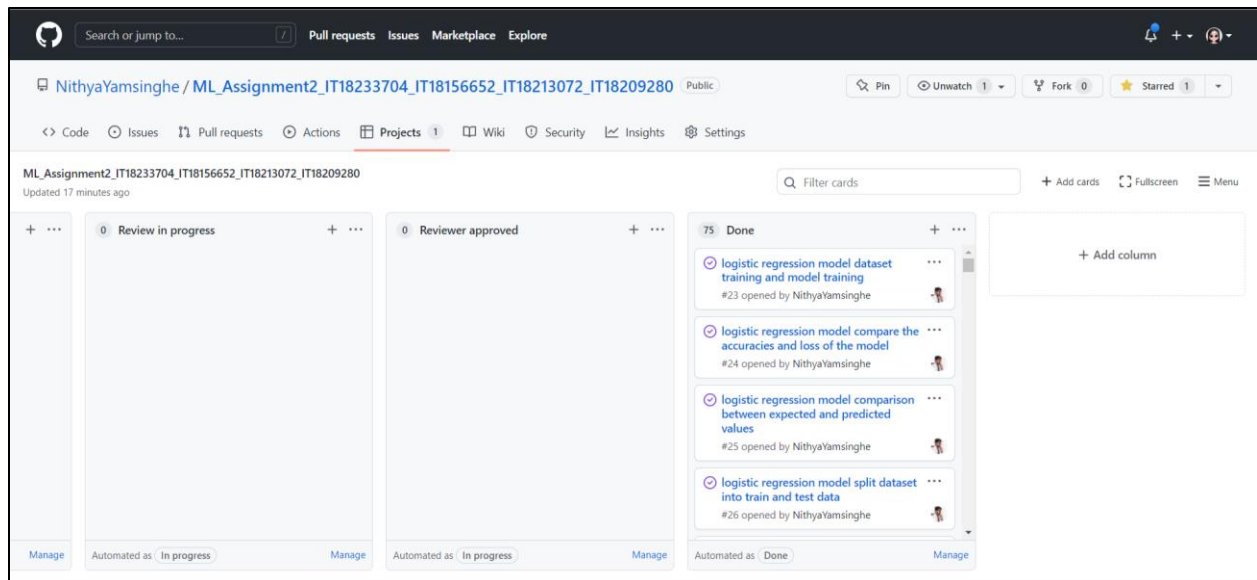 Search or jump to... / Pull requests Issues Marketplace Explore
NithyaYamsinghe / ML_Assignment2_IT18233704_IT18156652_IT18213072_IT18209280 Public Pin Unwatch 1 Fork 0 Starred 1
Code Issues Pull requests Actions Projects 1 Wiki Security Insights Settings
ML_Assignment2_IT18233704_IT18156652_IT18213072_IT18209280
Updated 17 minutes ago
Filter cards + Add cards Fullscreen Menu
+ ...
0 Review in progress + ...
0 Reviewer approved + ...
75 Done + ...
logistic regression model dataset ...
training and model training
#23 opened by NithyaYamsinghe
logistic regression model compare the ...
accuracies and loss of the model
#24 opened by NithyaYamsinghe
logistic regression model comparison ...
between expected and predicted
values
#25 opened by NithyaYamsinghe
logistic regression model split dataset ...
into train and test data
#26 opened by NithyaYamsinghe
+ Add column
Manage
Automated as In progress Manage
Automated as In progress Manage
Automated as Done Manage